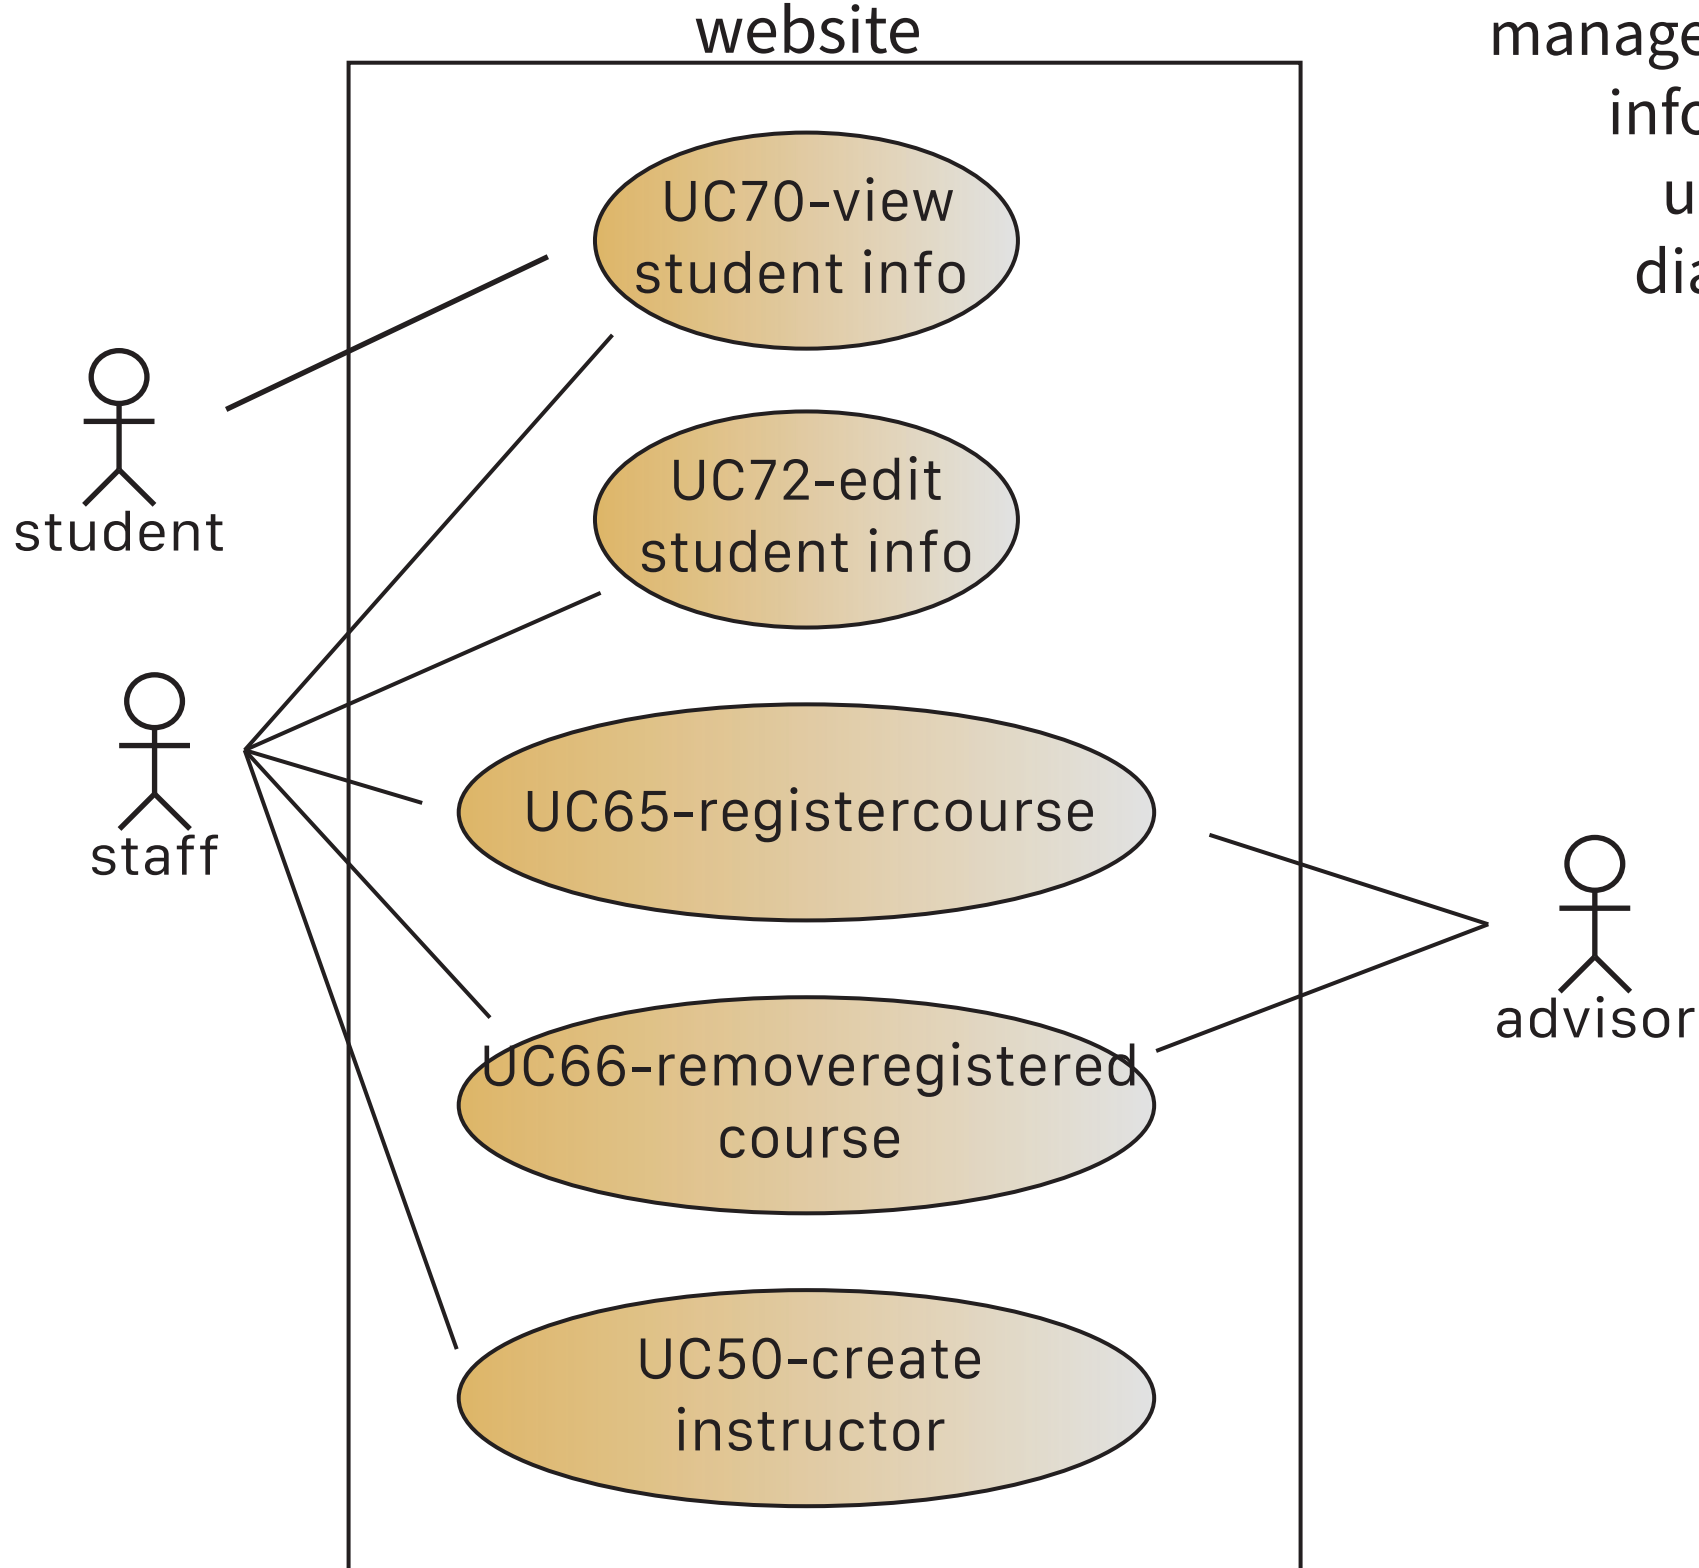 website
UC70-view
student info
student
UC72-edit
student info
staff
UC65-registercourse
advisor
UC66-removeregistered
course
UC50-create
instructor